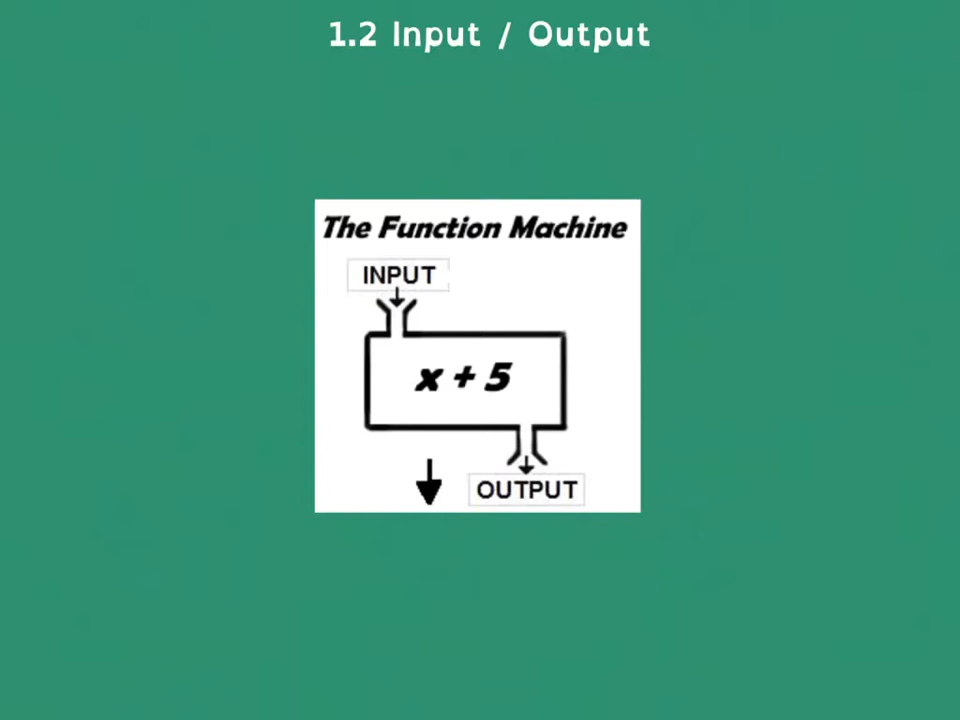 1.2 Input / Output
The Function Machine
INPUT
x + 5
OUTPUT